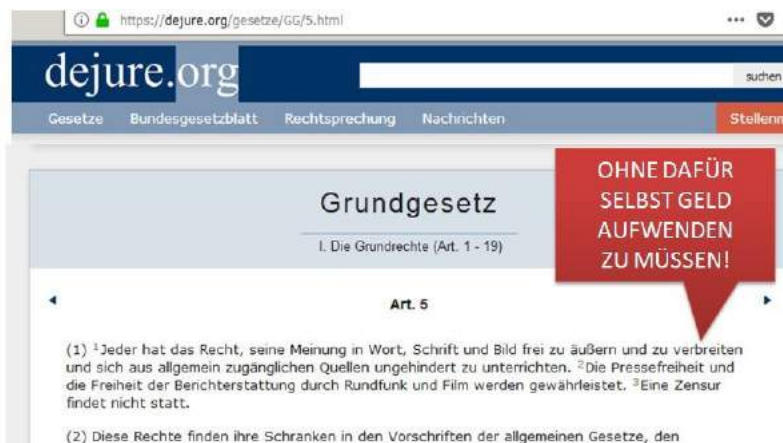 https://dejure.org/gesetze/GG/5.html
dejure.org
suchen
Gesetze Bundesgesetzblatt Rechtsprechung Nachrichten
Grundgesetz
I. Die Grundrechte (Art. 1 - 19)
OHNE DAFÜR
SELBST GELD
AUFWENDEN
ZU MÜSSEN!
Art. 5
(1) ¹Jeder hat das Recht, seine Meinung in Wort, Schrift und Bild frei zu äußern und zu verbreiten
und sich aus allgemein zugänglichen Quellen ungehindert zu unterrichten. ²Die Pressefreiheit und
die Freiheit der Berichterstattung durch Rundfunk und Film werden gewährleistet. ³Eine Zensur
findet nicht statt.
(2) Diese Rechte finden ihre Schranken in den Vorschriften der allgemeinen Gesetze, den